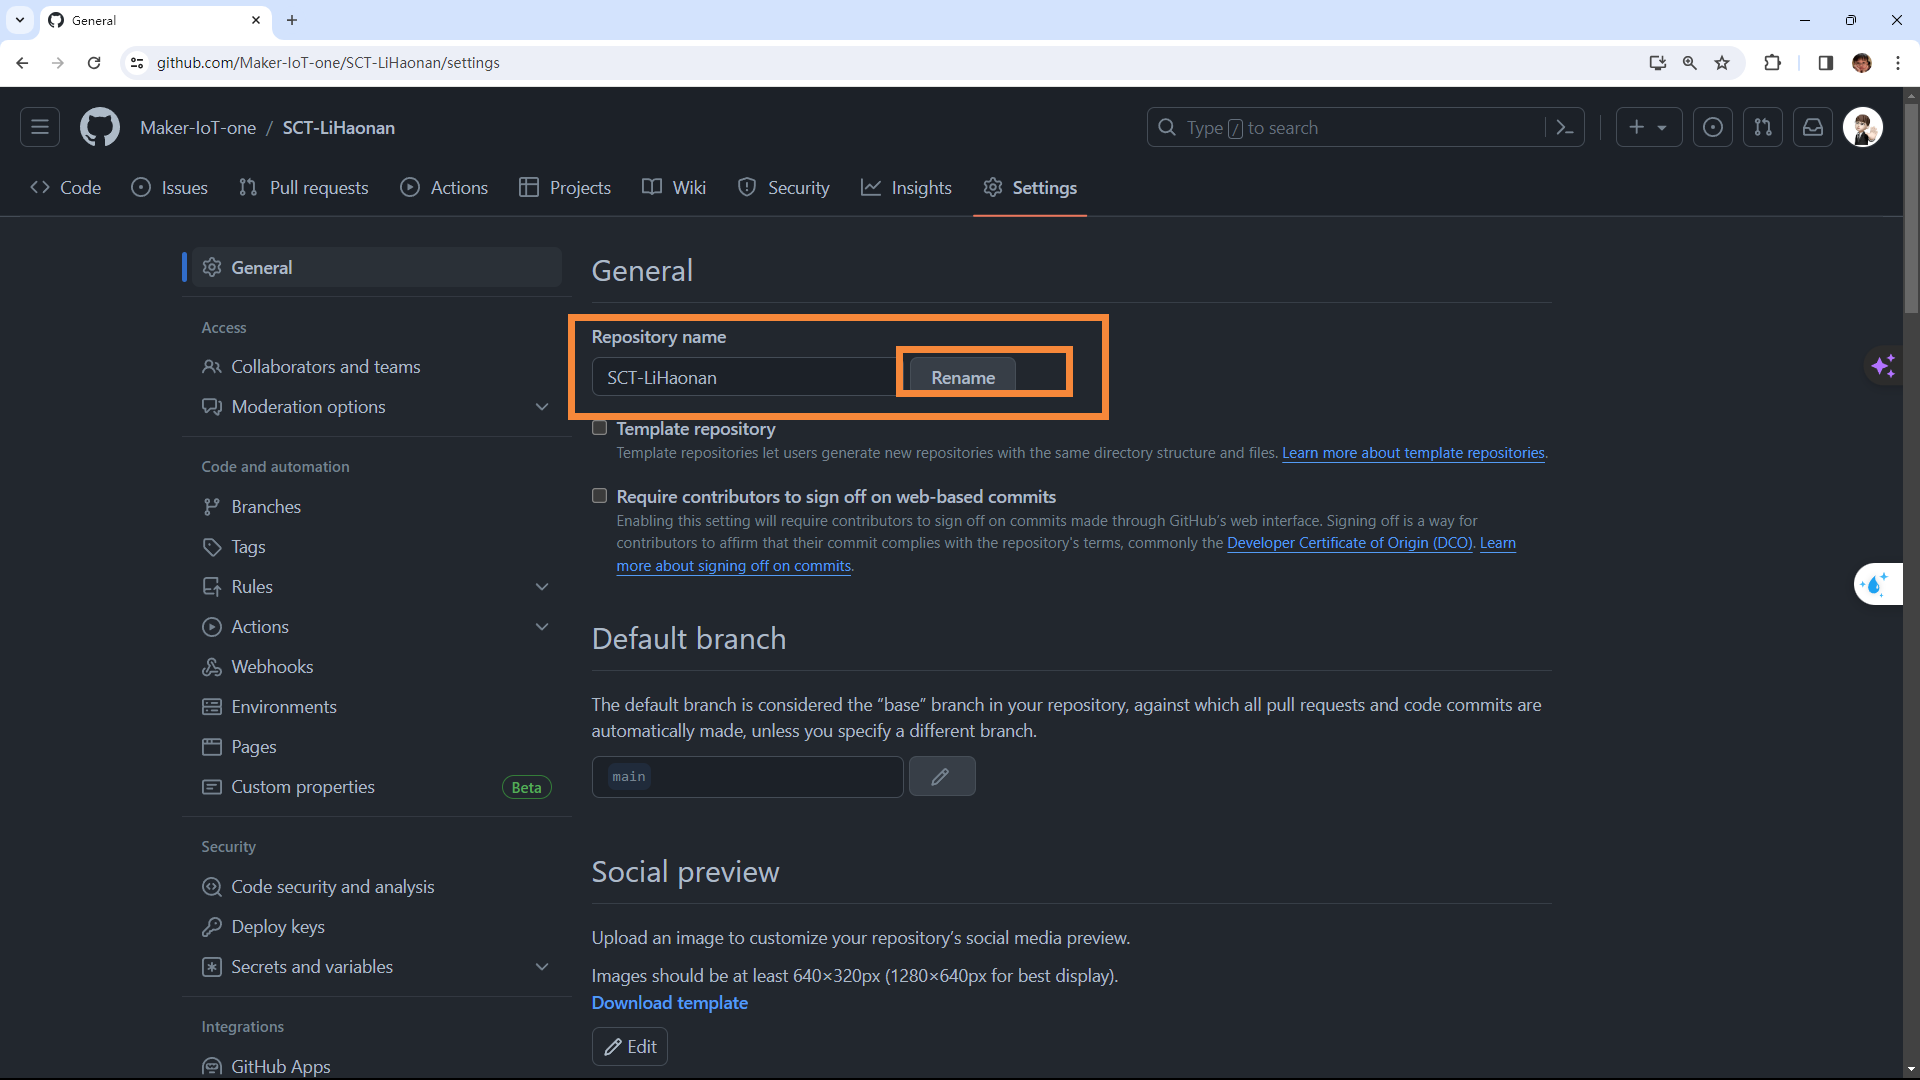 General
github.com/Maker-IoT-one/SCT-LiHaonan/settings
Maker-IoT-one / SCT-LiHaonan
Type / to search
Code
Issues
Pull requests
Actions
Projects
Wiki
Security
Insights
Settings
General
Access
Collaborators and teams
Moderation options
Code and automation
Branches
Tags
Rules
Actions
Webhooks
Environments
Pages
Custom properties
Beta
Security
Code security and analysis
Deploy keys
Secrets and variables
Integrations
GitHub Apps
General
Repository name
SCT-LiHaonan
Rename
Template repository
Template repositories let users generate new repositories with the same directory structure and files. Learn more about template repositories.
Require contributors to sign off on web-based commits
Enabling this setting will require contributors to sign off on commits made through GitHub's web interface. Signing off is a way for
contributors to affirm that their commit complies with the repository's terms, commonly the Developer Certificate of Origin (DCO). Learn
more about signing off on commits.
Default branch
The default branch is considered the “base” branch in your repository, against which all pull requests and code commits are
automatically made, unless you specify a different branch.
main
Social preview
Upload an image to customize your repository’s social media preview.
Images should be at least 640×320px (1280×640px for best display).
Download template
Edit